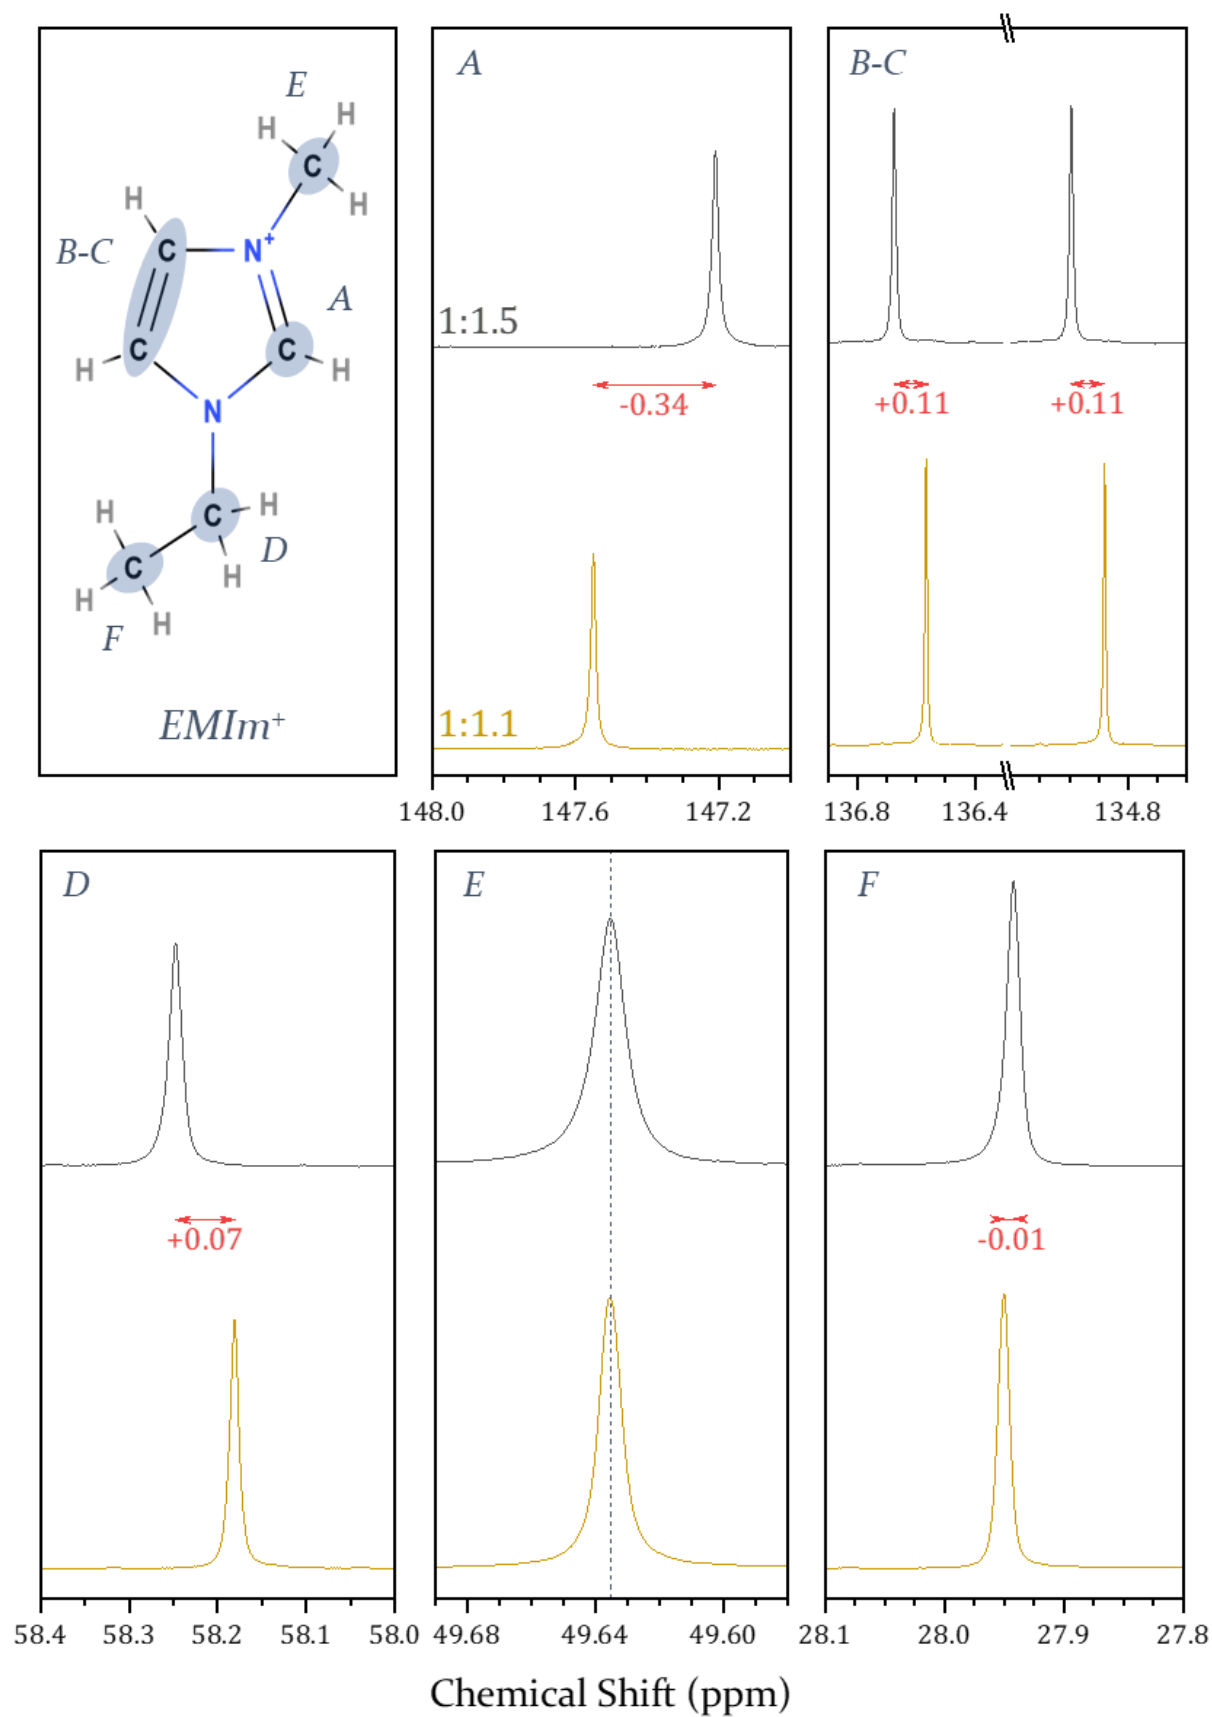 E
H
H
C
H
H
B-C
C
N+
A
C
C
H
H
N
H
H
C
D
H
C
H
H
F
H
EMIm+
A
1:1.5
-0.34
1:1.1
148.0 147.6 147.2
B-C
+0.11 +0.11
136.8 136.4 134.8
D
+0.07
58.4 58.3 58.2 58.1 58.0
E
49.68 49.64 49.60
F
-0.01
28.1 28.0 27.9 27.8
Chemical Shift (ppm)